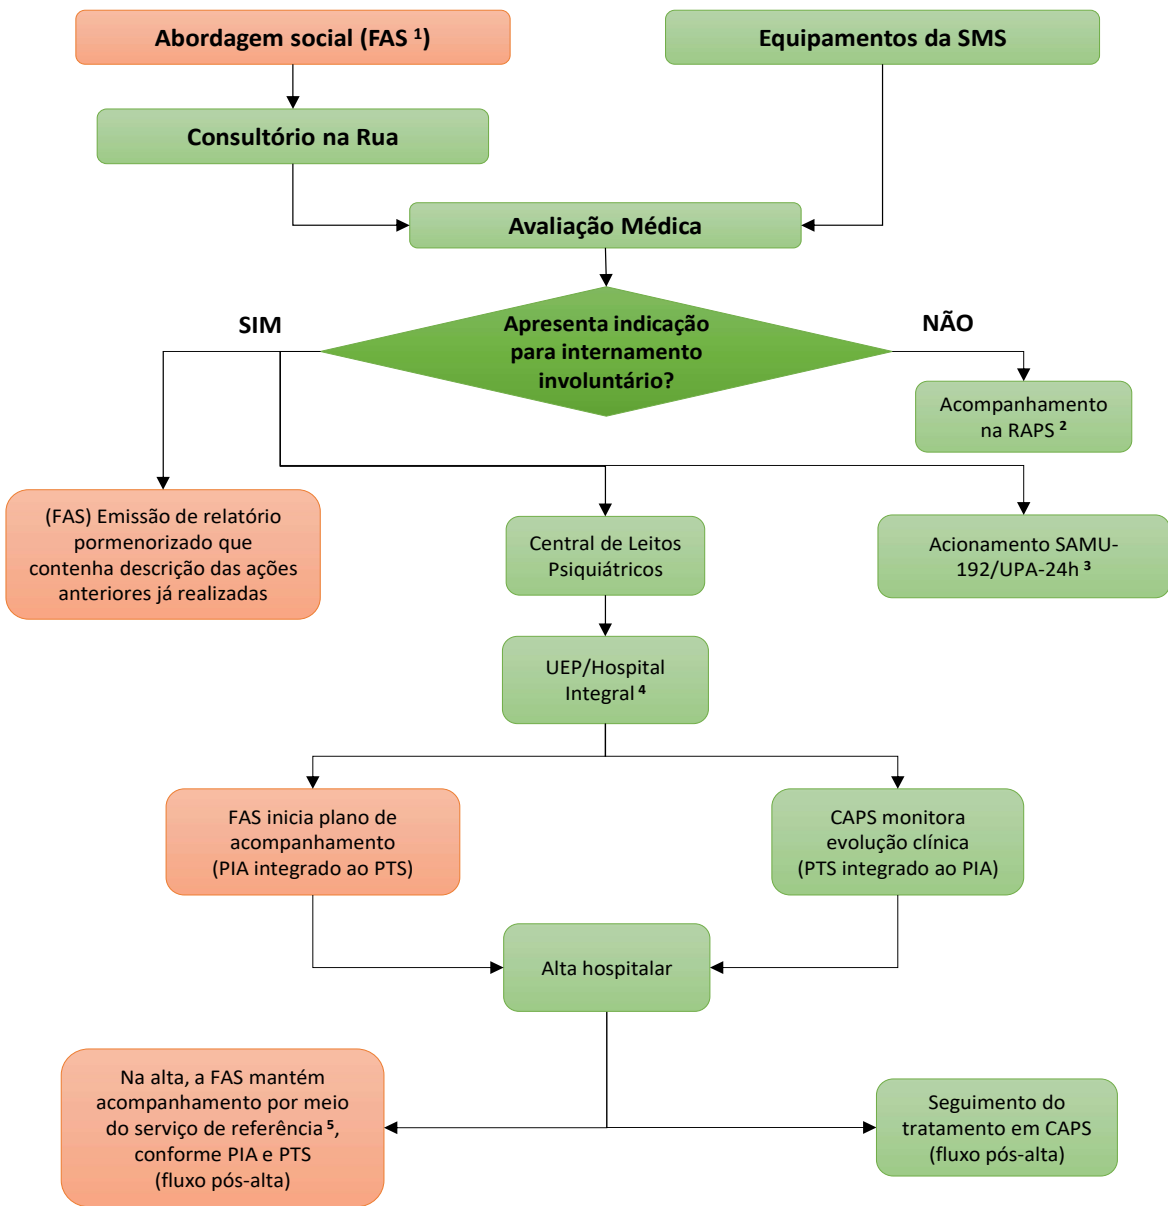 Abordagem social (FAS ¹)
Equipamentos da SMS
Consultório na Rua
Avaliação Médica
SIM
Apresenta indicação
para internamento
involuntário?
NÃO
Acompanhamento
na RAPS ²
(FAS) Emissão de relatório
pormenorizado que
contenha descrição das ações
anteriores já realizadas
Central de Leitos
Psiquiátricos
Acionamento SAMU-
192/UPA-24h ³
UEP/Hospital
Integral ⁴
FAS inicia plano de
acompanhamento
(PIA integrado ao PTS)
CAPS monitora
evolução clínica
(PTS integrado ao PIA)
Alta hospitalar
Na alta, a FAS mantém
acompanhamento por meio
do serviço de referência ⁵,
conforme PIA e PTS
(fluxo pós-alta)
Seguimento do
tratamento em CAPS
(fluxo pós-alta)